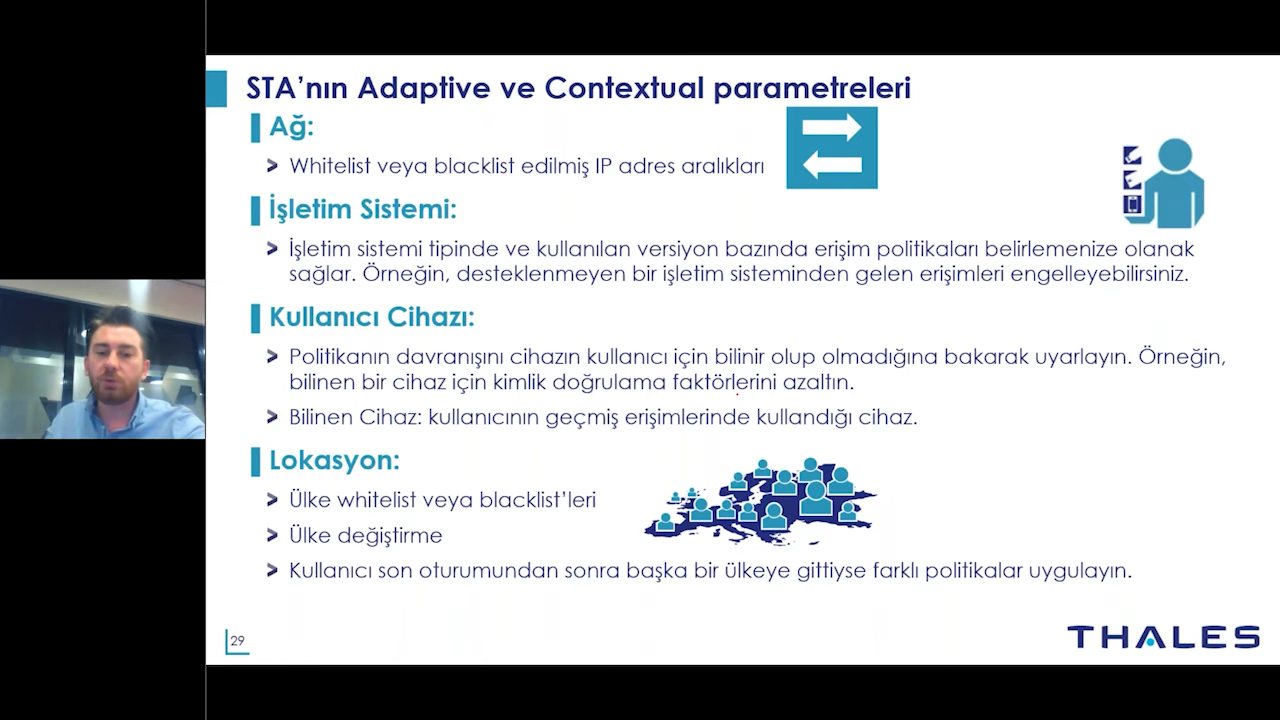 STA’nın Adaptive ve Contextual parametreleri
Ağ:
Whitelist veya blacklist edilmiş IP adres aralıkları
İşletim Sistemi:
İşletim sistemi tipinde ve kullanılan versiyon bazında erişim politikaları belirlemenize olanak
sağlar. Örneğin, desteklenmeyen bir işletim sisteminden gelen erişimleri engelleyebilirsiniz.
Kullanıcı Cihazı:
Politikanın davranışını cihazın kullanıcı için bilinir olup olmadığına bakarak uyarlayın. Örneğin,
bilinen bir cihaz için kimlik doğrulama faktörlerini azaltın.
Bilinen Cihaz: kullanıcının geçmiş erişimlerinde kullandığı cihaz.
Lokasyon:
Ülke whitelist veya blacklist’leri
Ülke değiştirme
Kullanıcı son oturumundan sonra başka bir ülkeye gittiyse farklı politikalar uygulayın.
29
THALES